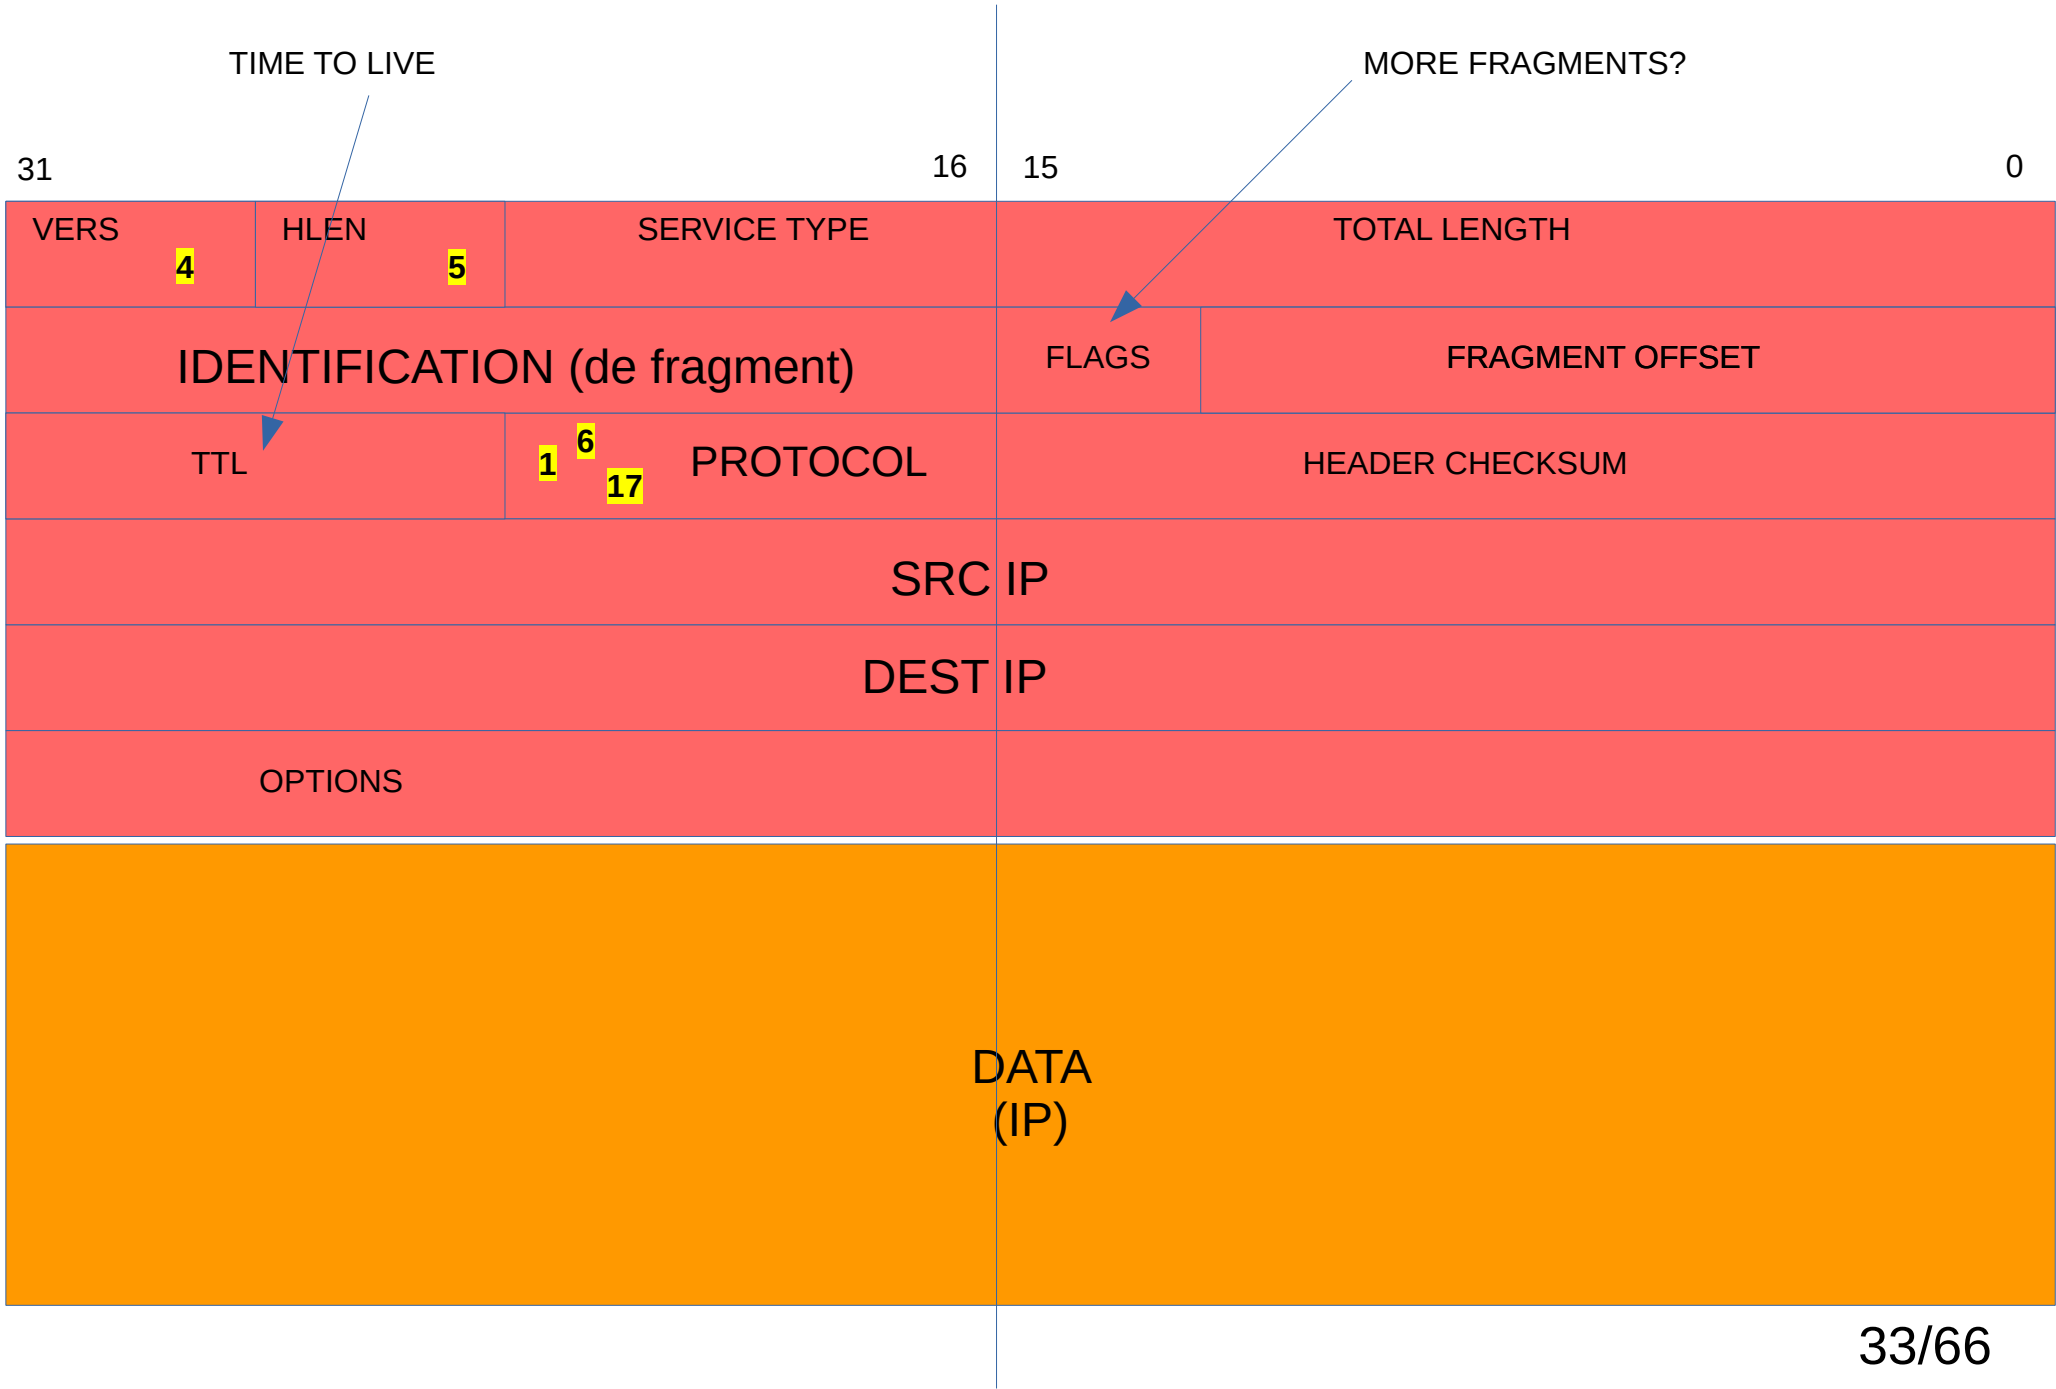 TIME TO LIVE
MORE FRAGMENTS?
31
16
15
0
VERS
HLEN
SERVICE TYPE
TOTAL LENGTH
4
5
IDENTIFICATION (de fragment)
FLAGS
FRAGMENT OFFSET
TTL
1
6
17
PROTOCOL
HEADER CHECKSUM
SRC IP
DEST IP
OPTIONS
DATA
(IP)
33/66